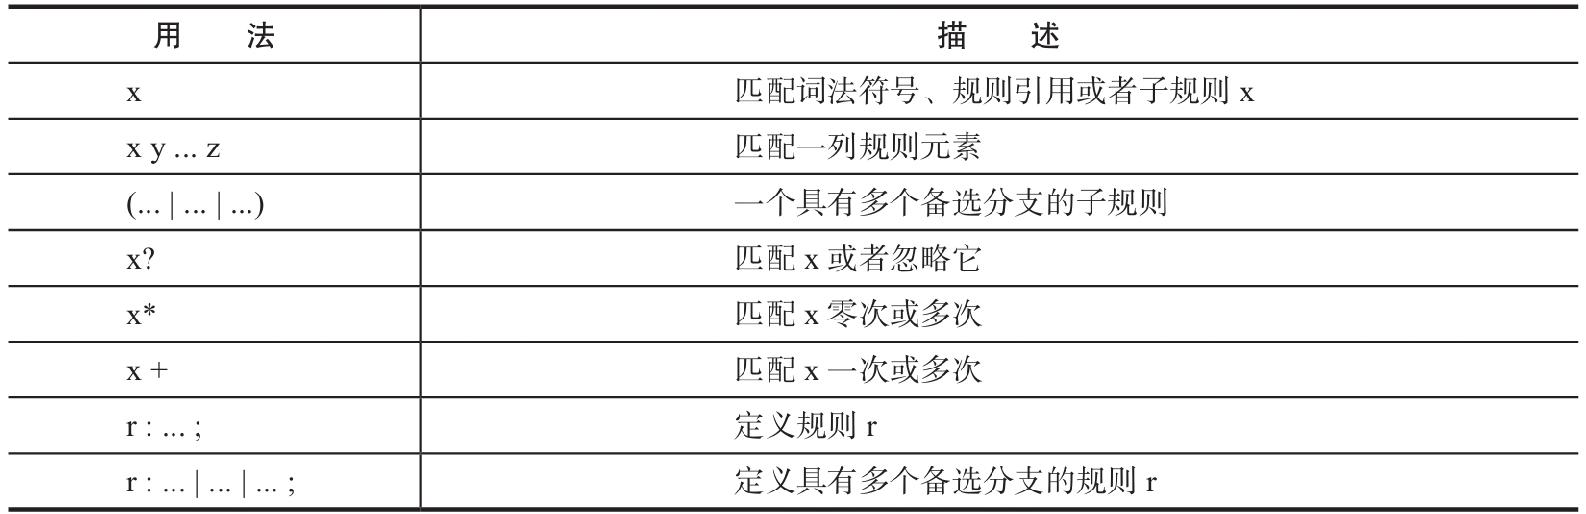 用 法 描 述
x 匹配词法符号、规则引用或者子规则 x
x y ... z 匹配一列规则元素
(... | ... | ...) 一个具有多个备选分支的子规则
x? 匹配 x 或者忽略它
x* 匹配 x 零次或多次
x + 匹配 x 一次或多次
r : ... ; 定义规则 r
r : ... | ... | ... ; 定义具有多个备选分支的规则 r